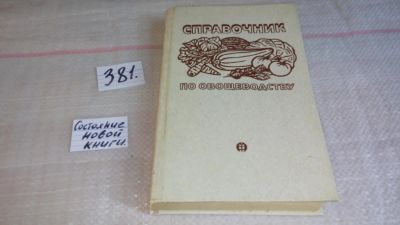 381.
Состояние
новой
книги.
СПРАВОЧНИК
ПО ОВОЩЕВОДСТВУ